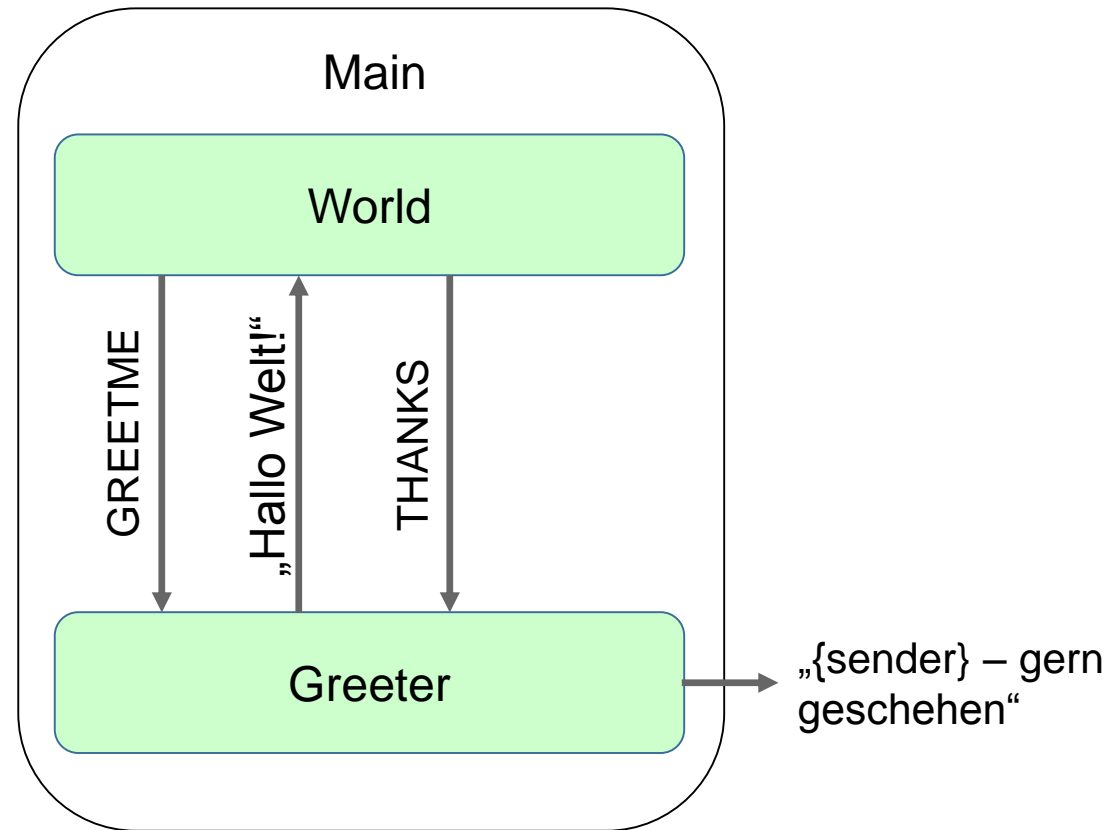 Main
World
GREETME
„Hallo Welt!“
THANKS
Greeter
„{sender} – gern
geschehen“